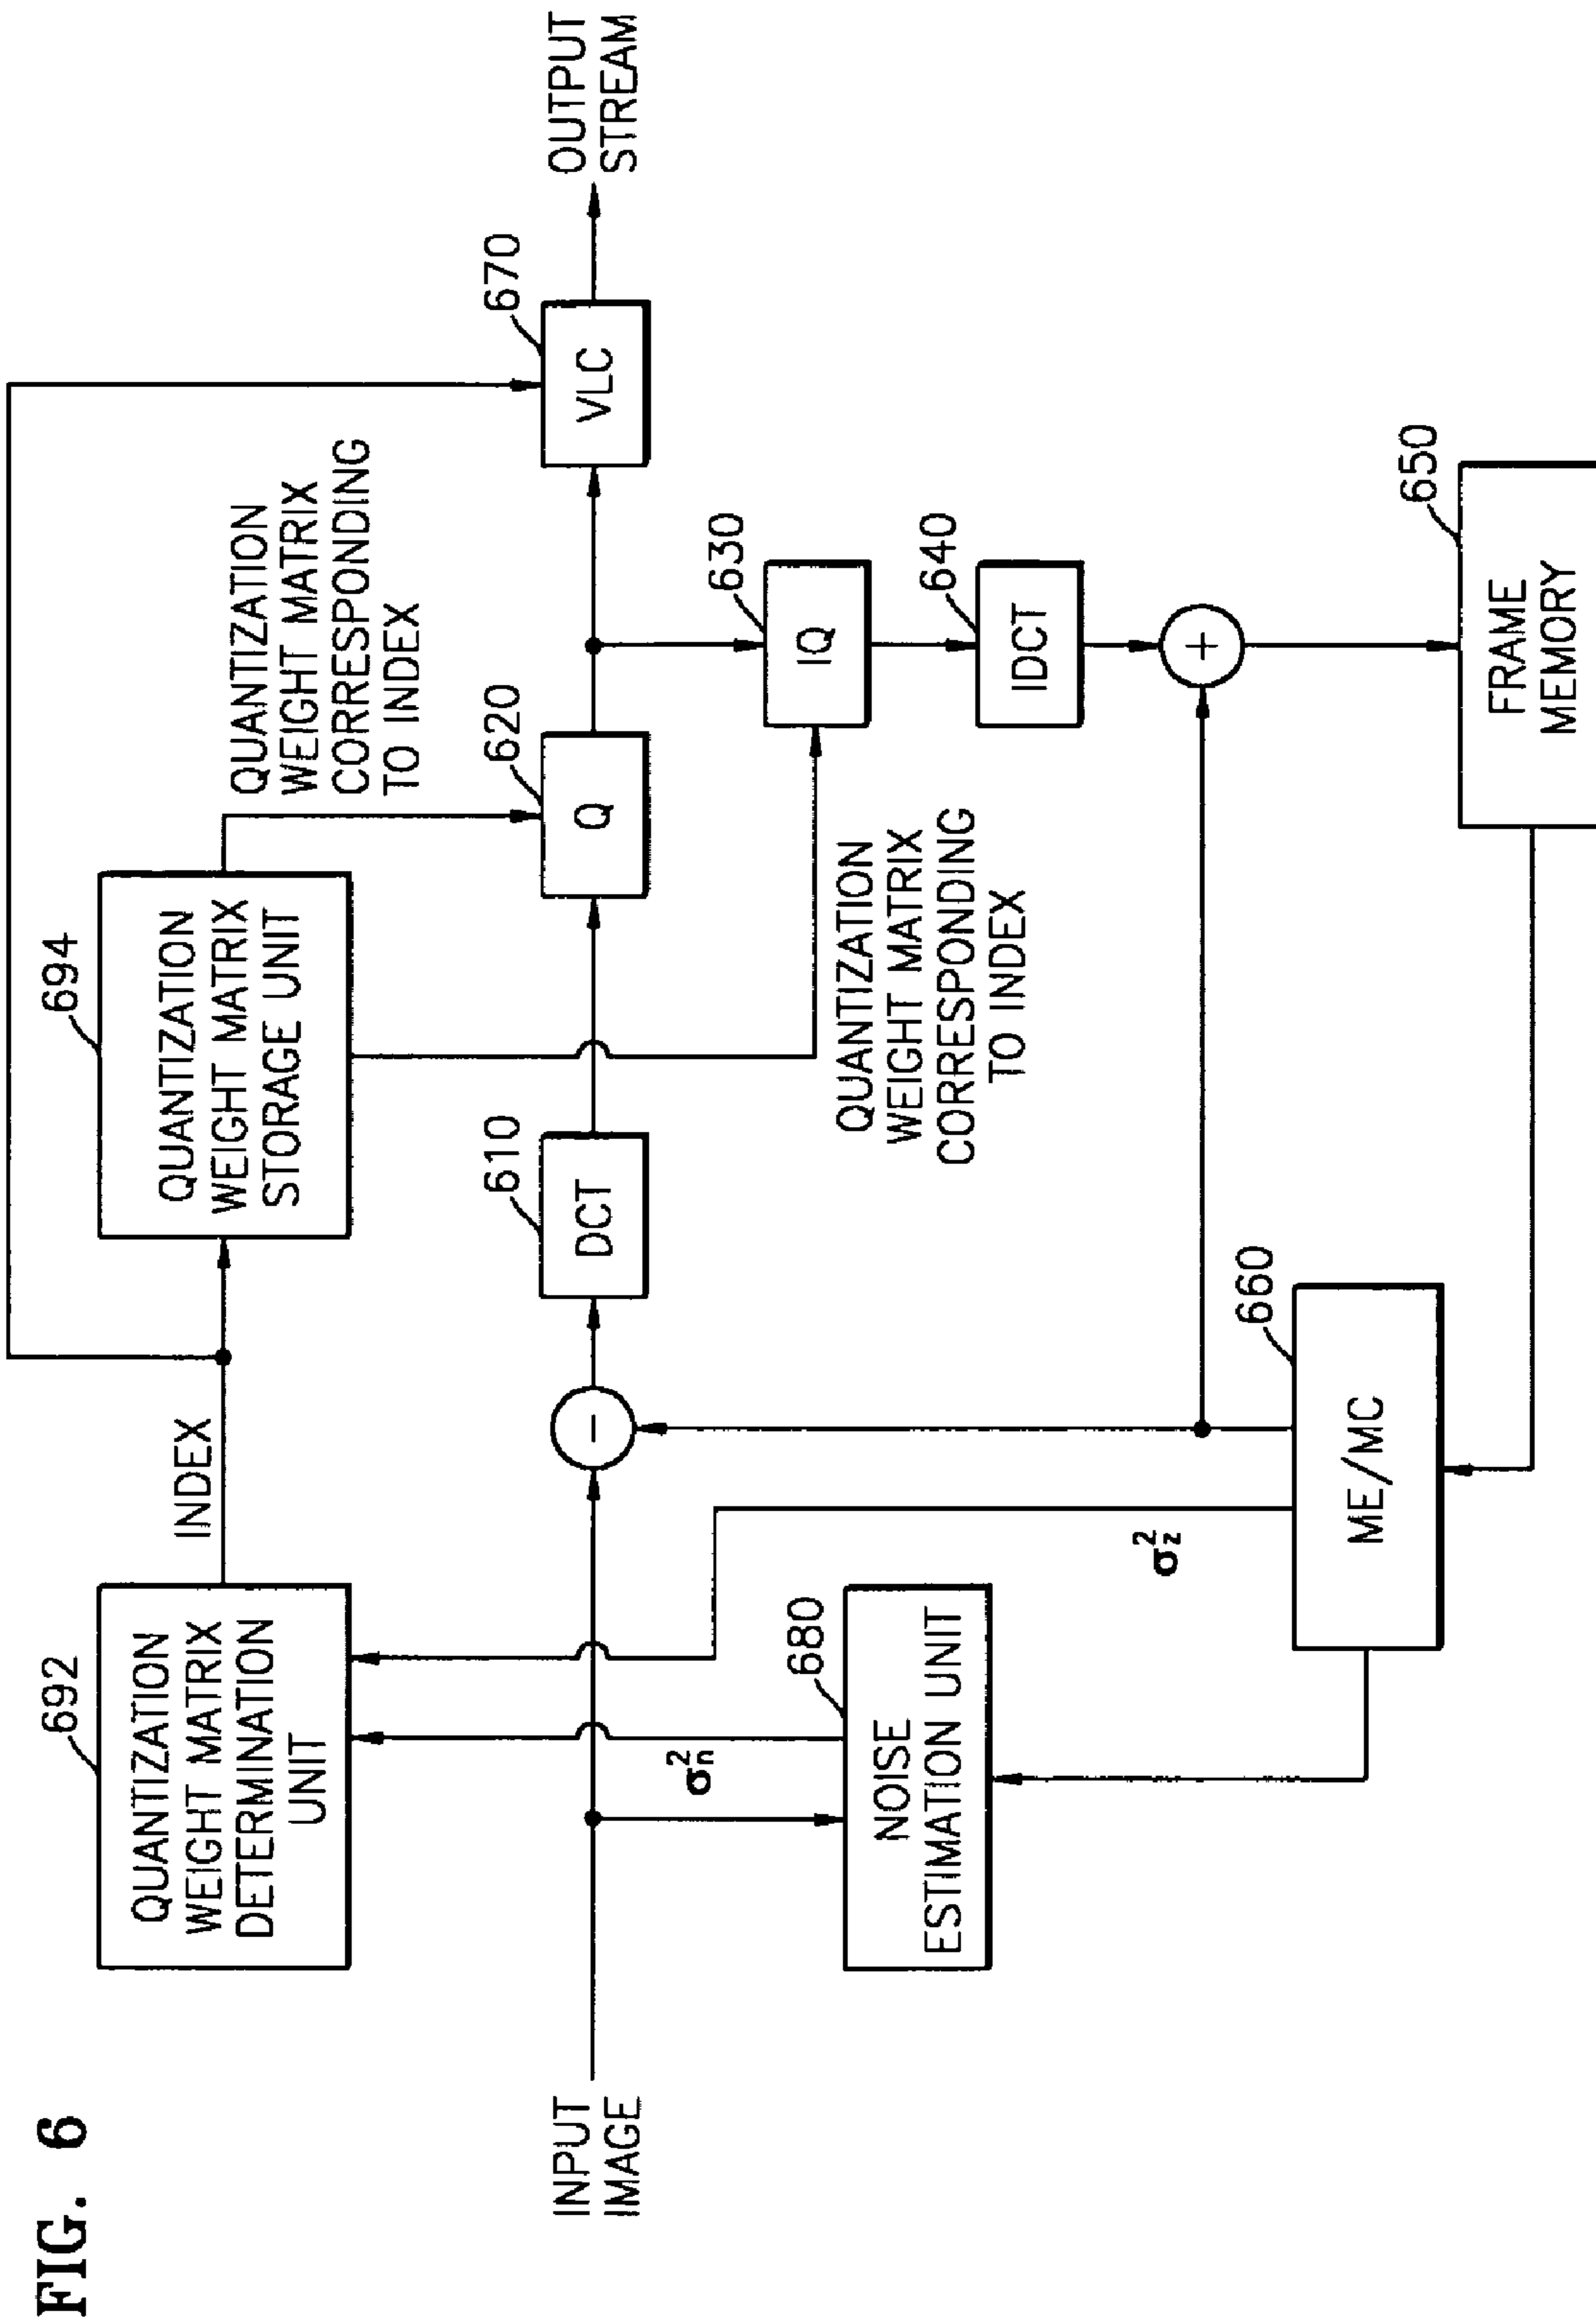 FIG. 6
692
QUANTIZATION
WEIGHT MATRIX
DETERMINATION
UNIT
INDEX
694
QUANTIZATION
WEIGHT MATRIX
STORAGE UNIT
QUANTIZATION
WEIGHT MATRIX
CORRESPONDING
TO INDEX
INPUT
IMAGE
−
610
DCT
620
Q
670
VLC
OUTPUT
STREAM
σ²n
680
NOISE
ESTIMATION UNIT
QUANTIZATION
WEIGHT MATRIX
CORRESPONDING
TO INDEX
630
IQ
640
IDCT
+
σ²z
660
ME/MC
650
FRAME
MEMORY